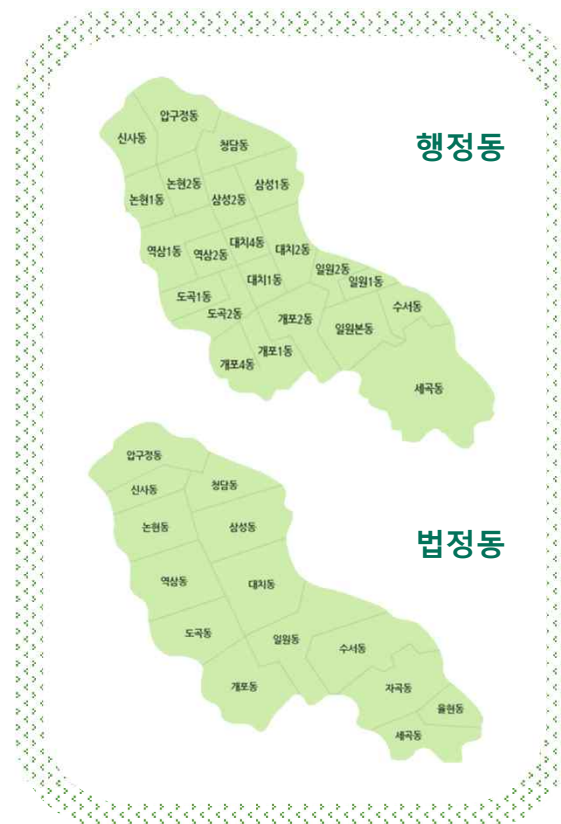 행정동
압구정동
신사동
청담동
논현2동
삼성1동
논현1동
삼성2동
대치4동
역삼1동
역삼2동
대치2동
일원2동
대치1동
일원1동
도곡1동
수서동
도곡2동
개포2동
일원본동
개포1동
개포4동
세곡동
법정동
압구정동
신사동
청담동
논현동
삼성동
역삼동
대치동
도곡동
일원동
수서동
개포동
자곡동
율현동
세곡동